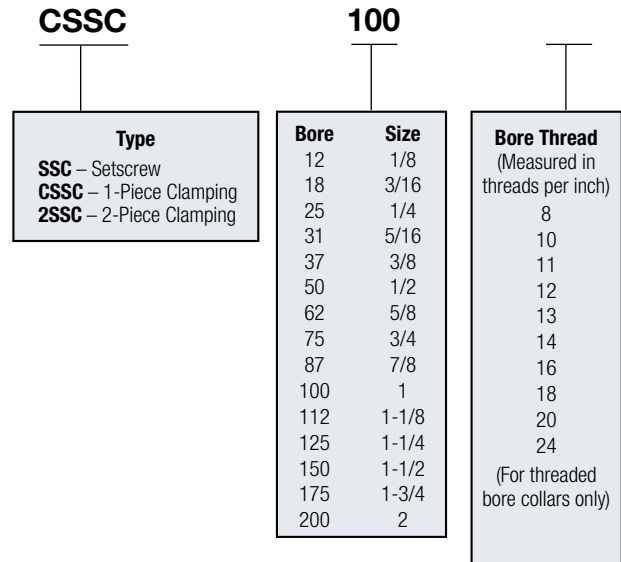 CSSC 100
Type
SSC – Setscrew
CSSC – 1-Piece Clamping
2SSC – 2-Piece Clamping
Bore Size
12 1/8
18 3/16
25 1/4
31 5/16
37 3/8
50 1/2
62 5/8
75 3/4
87 7/8
100 1
112 1-1/8
125 1-1/4
150 1-1/2
175 1-3/4
200 2
Bore Thread
(Measured in
threads per inch)
8
10
11
12
13
14
16
18
20
24
(For threaded
bore collars only)